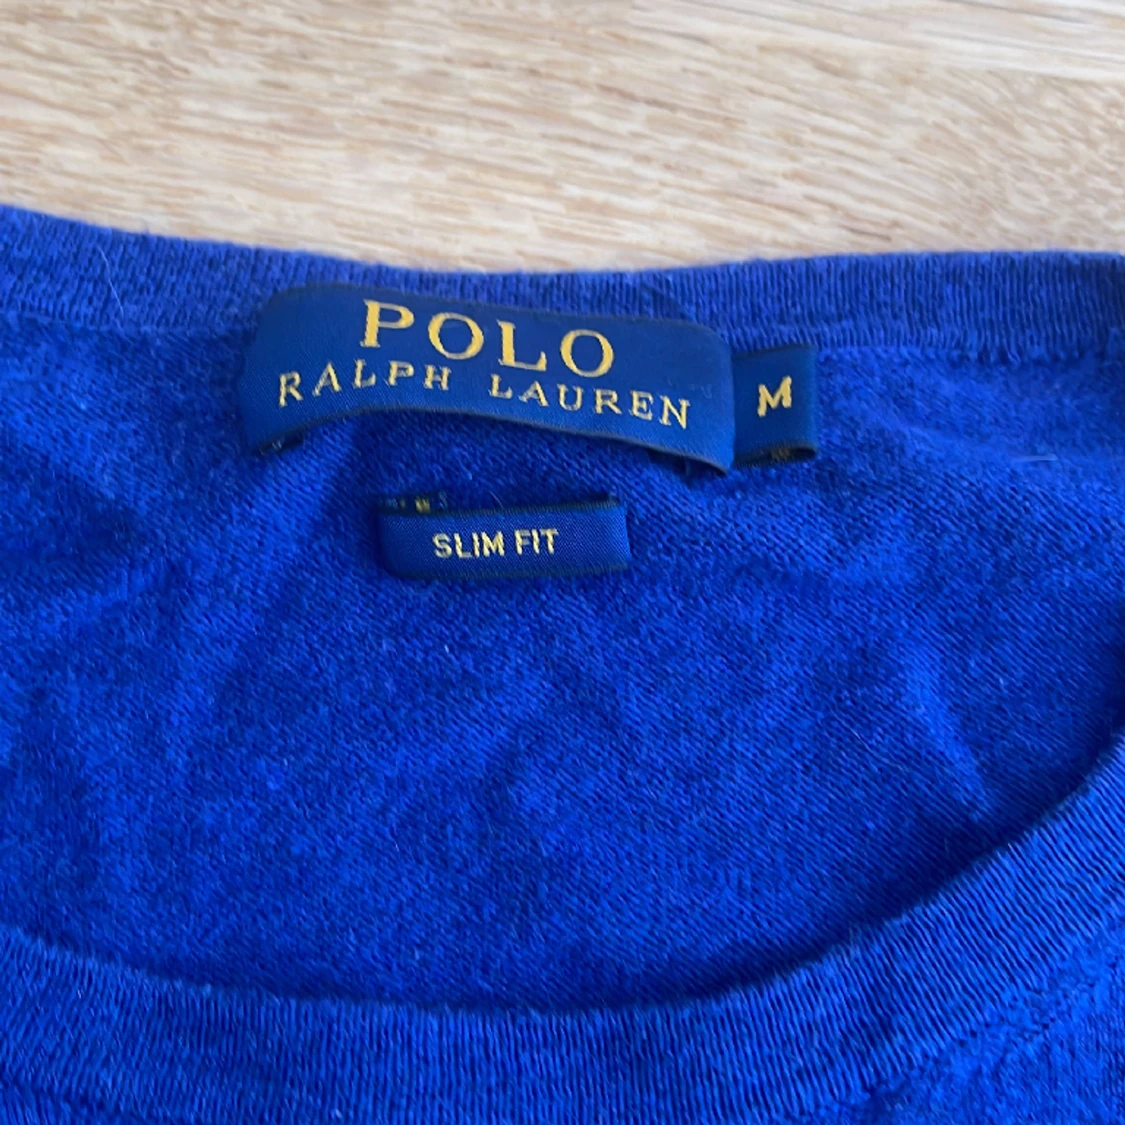 POLO
RALPH LAUREN
M
SLIM FIT